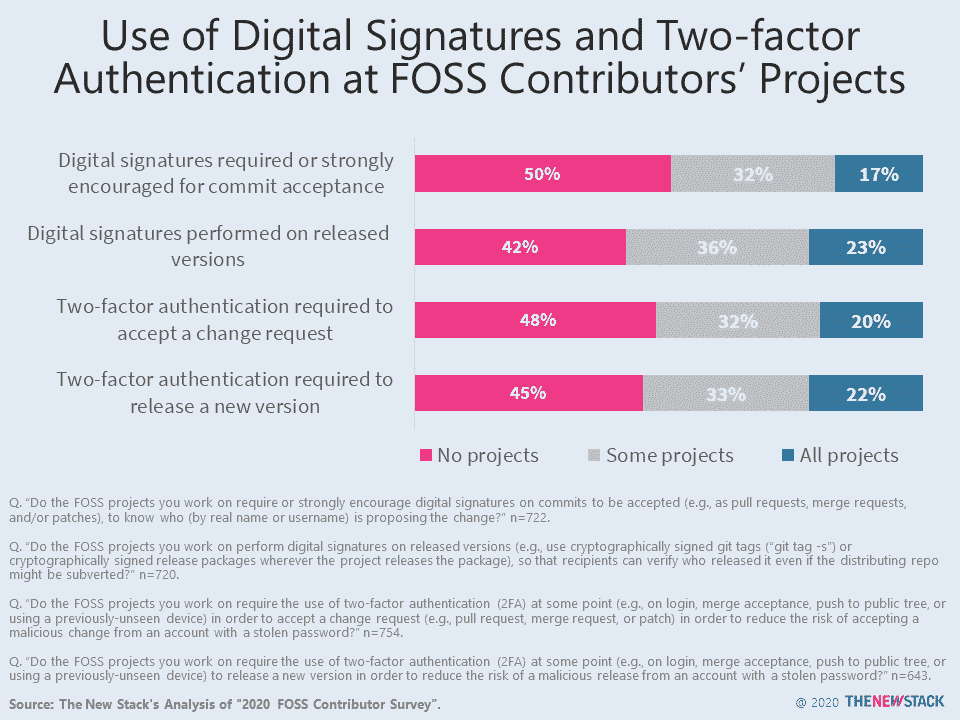 Use of Digital Signatures and Two-factor
Authentication at FOSS Contributors’ Projects
Digital signatures required or strongly
encouraged for commit acceptance
50% 32% 17%
Digital signatures performed on released
versions
42% 36% 23%
Two-factor authentication required to
accept a change request
48% 32% 20%
Two-factor authentication required to
release a new version
45% 33% 22%
No projects Some projects All projects
Q. “Do the FOSS projects you work on require or strongly encourage digital signatures on commits to be accepted (e.g., as pull requests, merge requests,
and/or patches), to know who (by real name or username) is proposing the change?” n=722.
Q. “Do the FOSS projects you work on perform digital signatures on released versions (e.g., use cryptographically signed git tags (“git tag -s”) or
cryptographically signed release packages wherever the project releases the package), so that recipients can verify who released it even if the distributing repo
might be subverted?” n=720.
Q. “Do the FOSS projects you work on require the use of two-factor authentication (2FA) at some point (e.g., on login, merge acceptance, push to public tree, or
using a previously-unseen device) in order to accept a change request (e.g., pull request, merge request, or patch) in order to reduce the risk of accepting a
malicious change from an account with a stolen password?” n=754.
Q. “Do the FOSS projects you work on require the use of two-factor authentication (2FA) at some point (e.g., on login, merge acceptance, push to public tree, or
using a previously-unseen device) to release a new version in order to reduce the risk of a malicious release from an account with a stolen password?” n=643.
Source: The New Stack's Analysis of "2020 FOSS Contributor Survey”.
@ 2020 THENEWSTACK